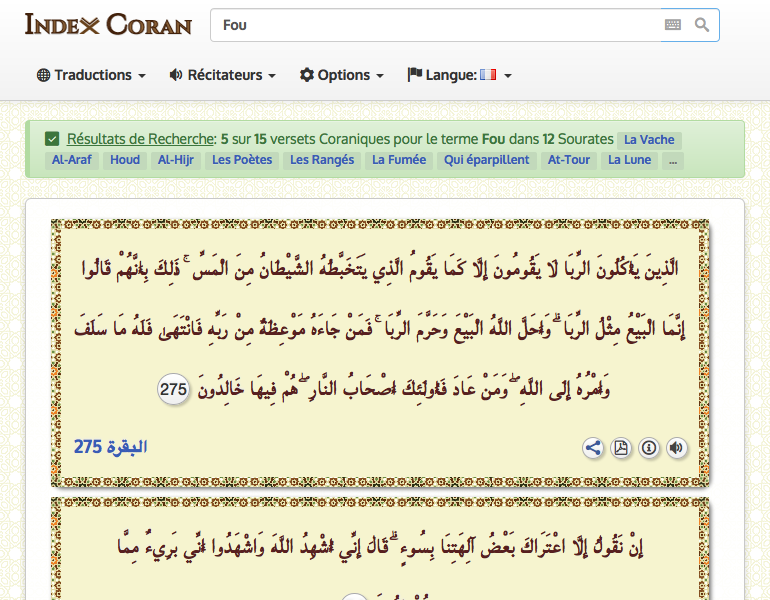 INDEX CORAN
Fou
Traductions Récitateurs Options Langue:
Résultats de Recherche: 5 sur 15 versets Coraniques pour le terme Fou dans 12 Sourates La Vache
Al-Araf Houd Al-Hijr Les Poètes Les Rangés La Fumée Qui éparpillent At-Tour La Lune ...
الَّذِينَ يَأْكُلُونَ الرِّبَا لَا يَقُومُونَ إِلَّا كَمَا يَقُومُ الَّذِي يَتَخَبَّطُهُ الشَّيْطَانُ مِنَ الْمَسِّ ۚ ذَٰلِكَ بِأَنَّهُمْ قَالُوا
إِنَّمَا الْبَيْعُ مِثْلُ الرِّبَا ۗ وَأَحَلَّ اللَّهُ الْبَيْعَ وَحَرَّمَ الرِّبَا ۚ فَمَنْ جَاءَهُ مَوْعِظَةٌ مِنْ رَبِّهِ فَانْتَهَىٰ فَلَهُ مَا سَلَفَ
وَأَمْرُهُ إِلَى اللَّهِ ۖ وَمَنْ عَادَ فَأُولَٰئِكَ أَصْحَابُ النَّارِ ۖ هُمْ فِيهَا خَالِدُونَ 275
البقرة 275
إِنْ نَقُولُ إِلَّا اعْتَرَاكَ بَعْضُ آلِهَتِنَا بِسُوءٍ ۗ قَالَ إِنِّي أُشْهِدُ اللَّهَ وَاشْهَدُوا أَنِّي بَرِيءٌ مِمَّا